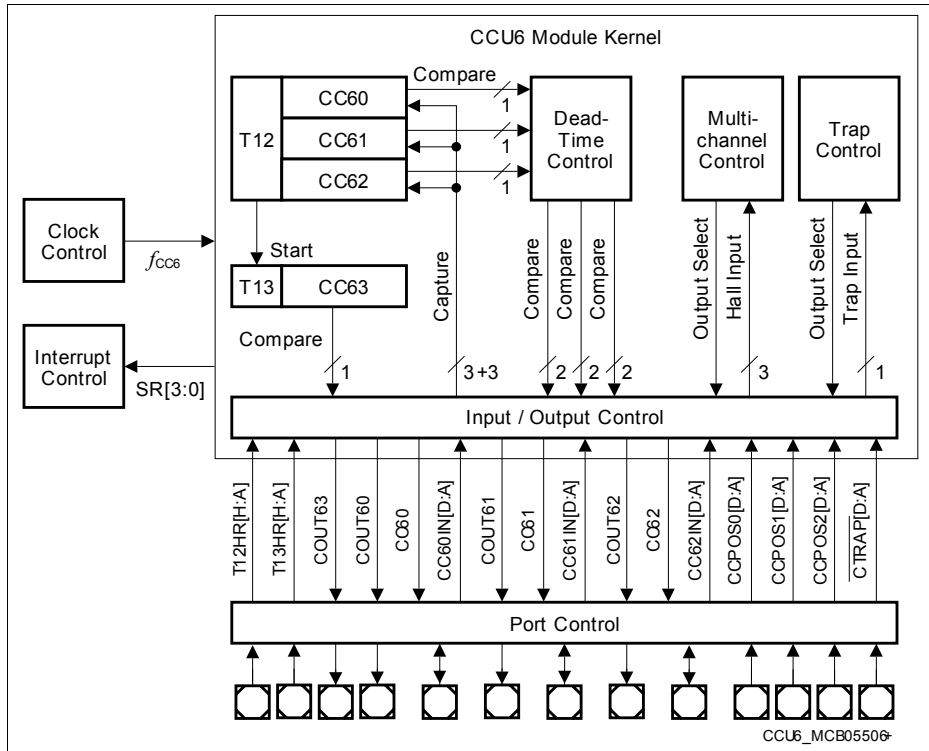 CCU6 Module Kernel
Compare
CC60
1
T12
CC61
1
CC62
1
Dead-
Time
Control
Multi-
channel
Control
Trap
Control
Clock
Control
fCC6
Start
T13
CC63
Compare
1
Capture
3+3
Compare
Compare
Compare
2
2
2
Output Select
Hall Input
3
Output Select
Trap Input
1
Interrupt
Control
SR[3:0]
Input / Output Control
T12HR[H:A]
T13HR[H:A]
COUT63
COUT60
CC60
CC60IN[D:A]
COUT61
CC61
CC61IN[D:A]
COUT62
CC62
CC62IN[D:A]
CCPOS0[D:A]
CCPOS1[D:A]
CCPOS2[D:A]
CTRAP[D:A]
Port Control
CCU6_MCB05506+